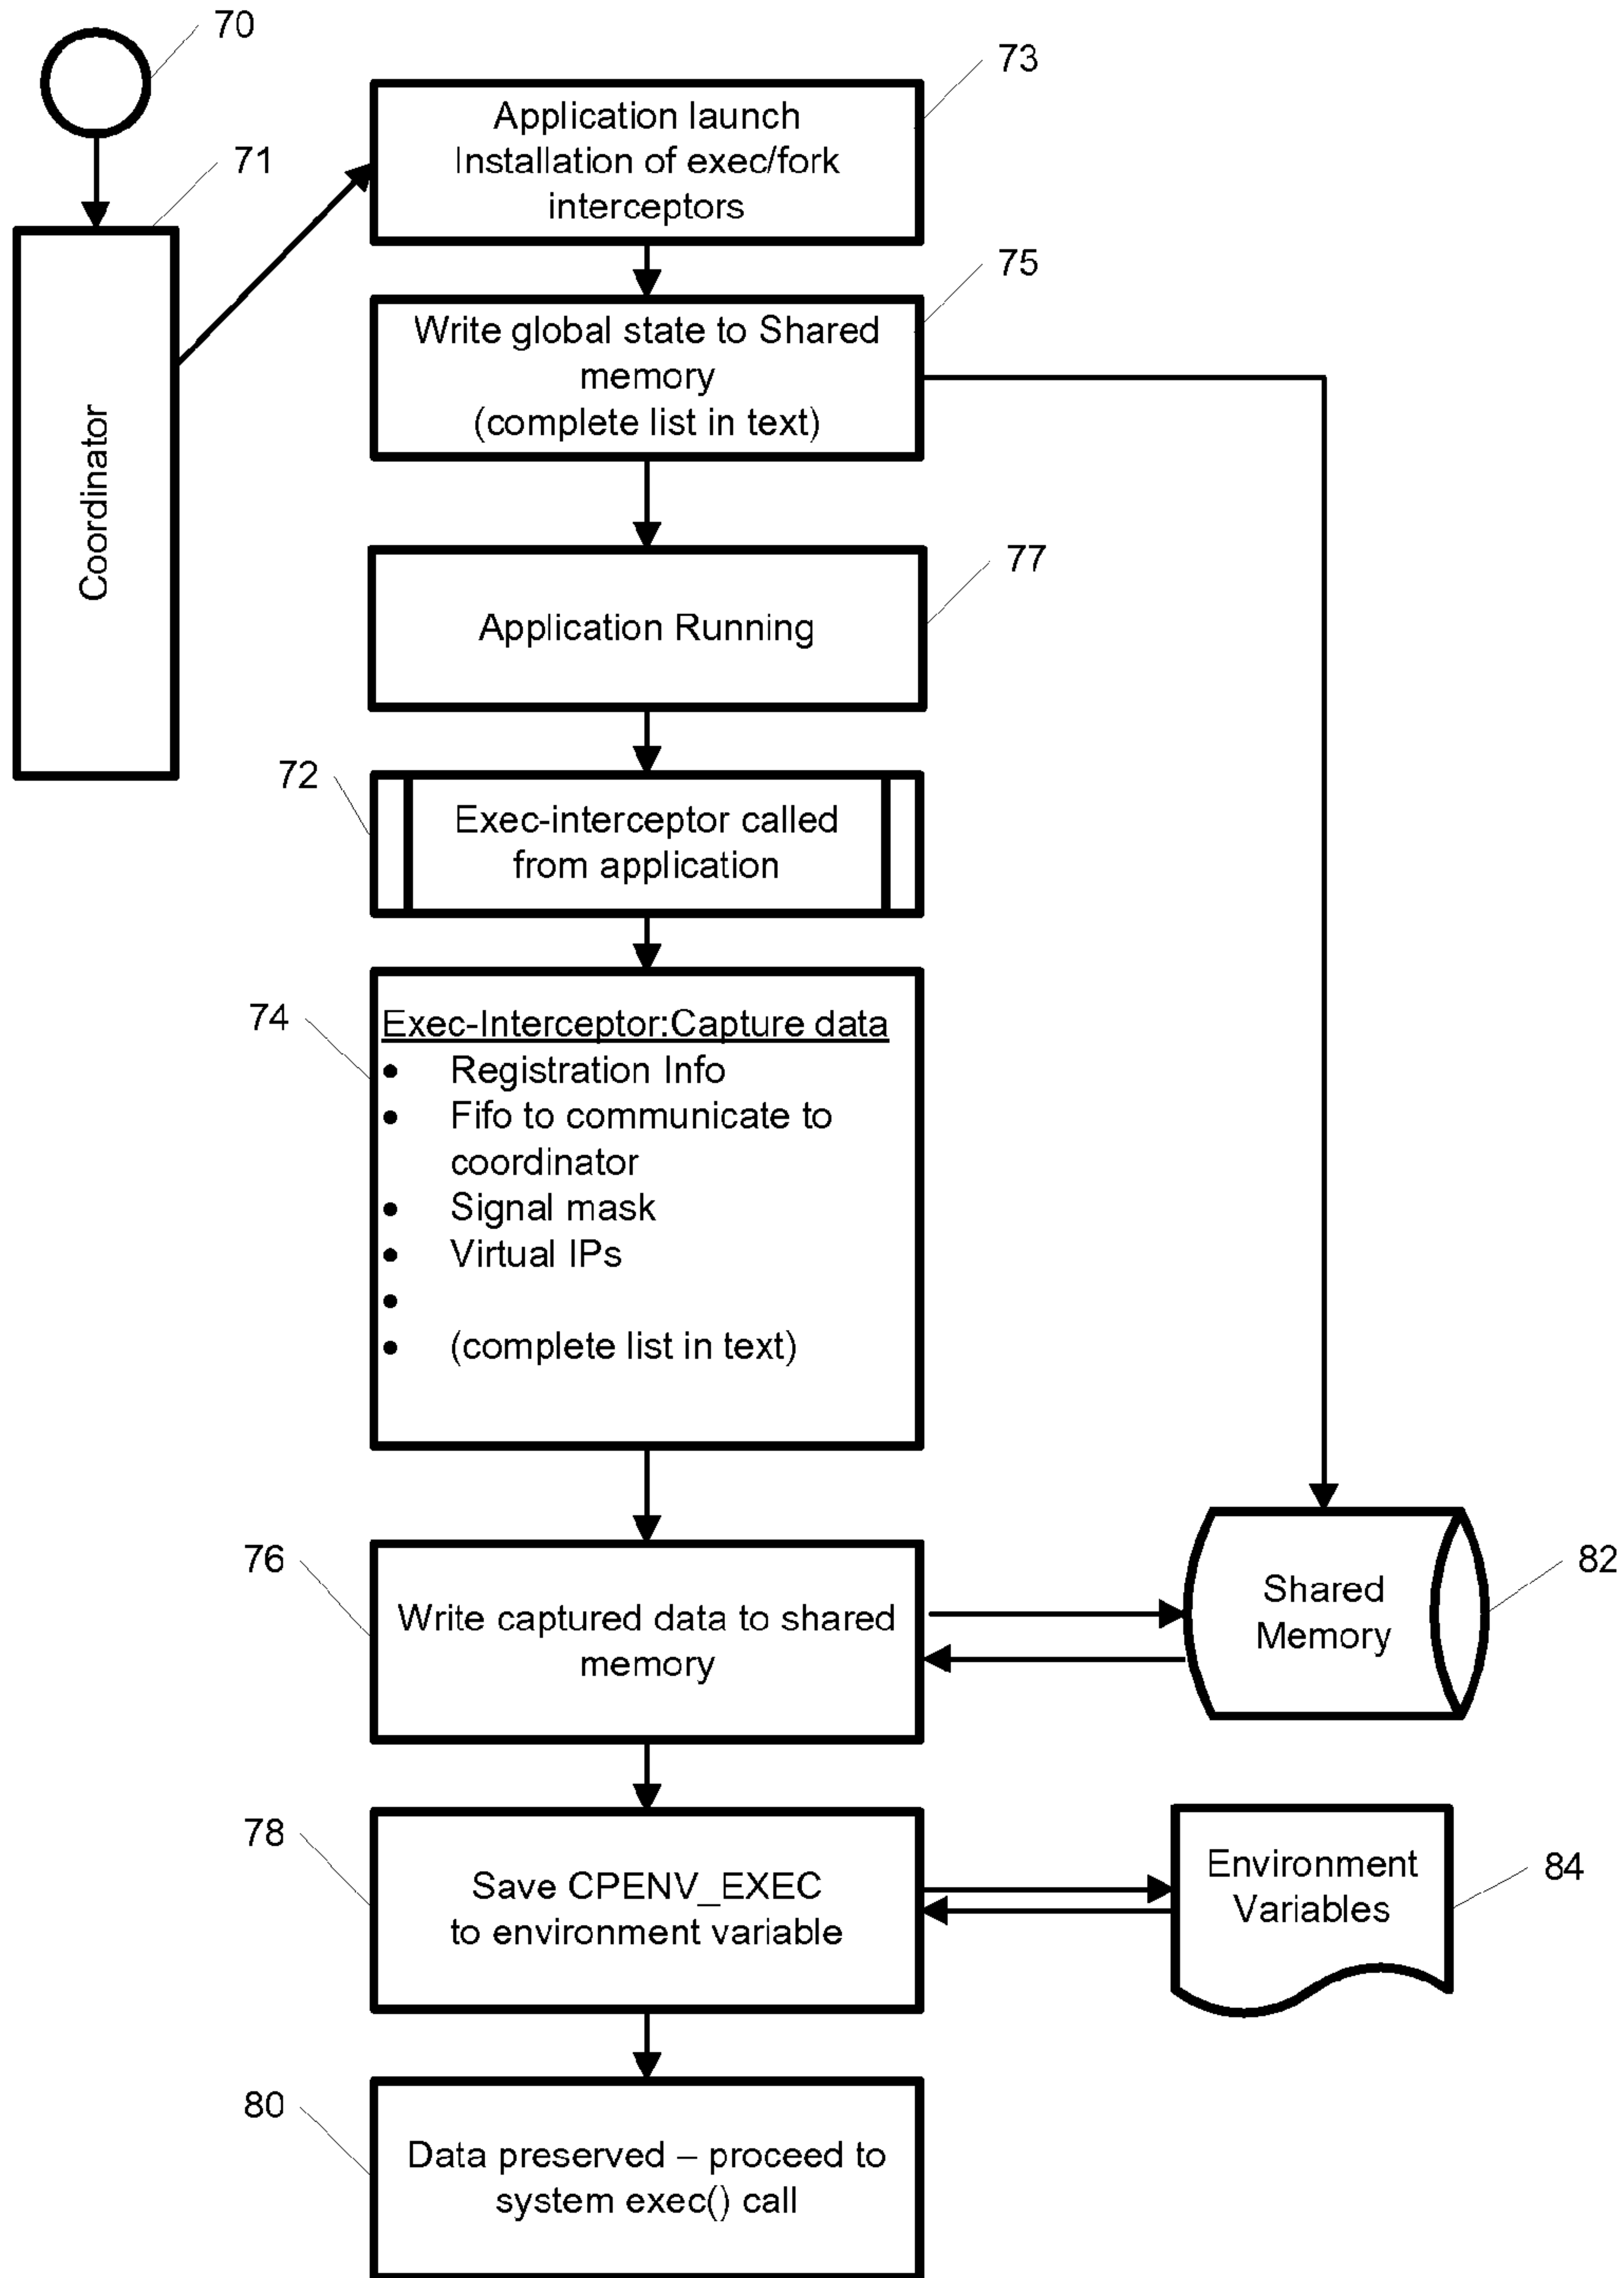 70
71
Coordinator
73
Application launch
Installation of exec/fork
interceptors
75
Write global state to Shared
memory
(complete list in text)
77
Application Running
72
Exec-interceptor called
from application
74
Exec-Interceptor:Capture data
• Registration Info
• Fifo to communicate to
coordinator
• Signal mask
• Virtual IPs
•
• (complete list in text)
76
Write captured data to shared
memory
Shared
Memory
82
78
Save CPENV_EXEC
to environment variable
Environment
Variables
84
80
Data preserved – proceed to
system exec() call